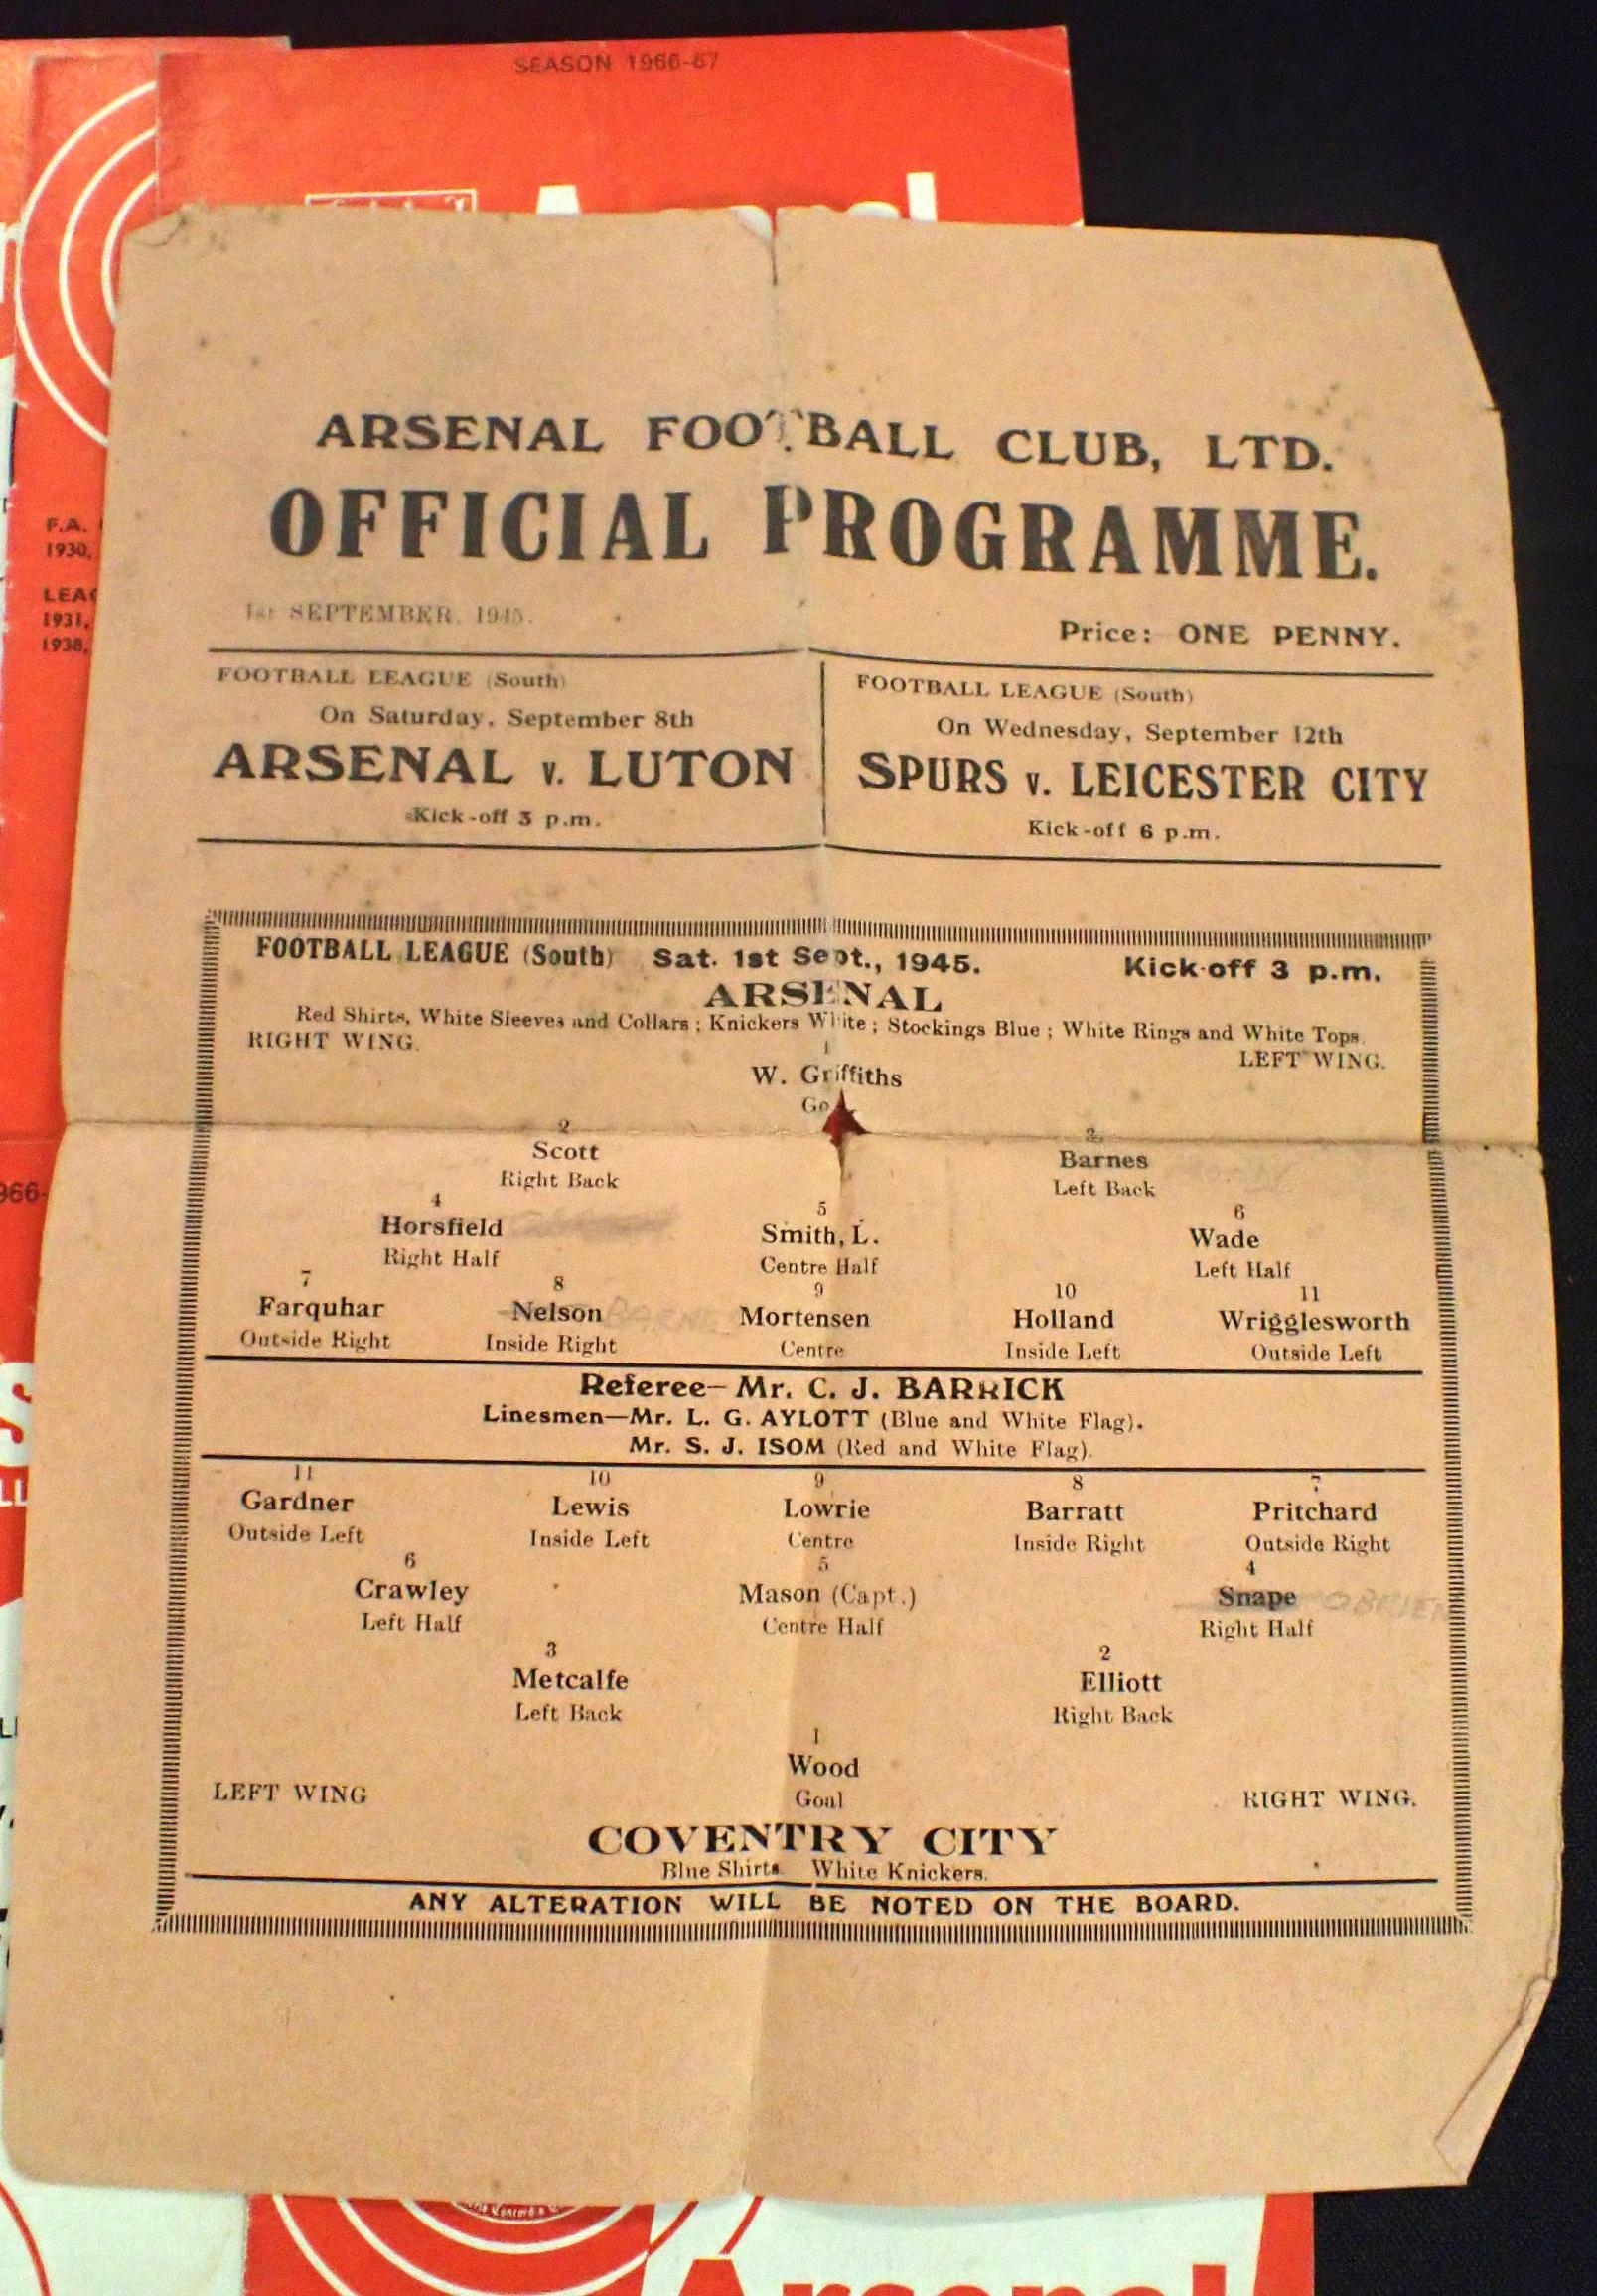 SEASON 1966-67
F.A.
1930,
1931,
1938,
ARSENAL FOOTBALL CLUB, LTD.
OFFICIAL PROGRAMME.
1st SEPTEMBER, 1945.
Price: ONE PENNY.
FOOTBALL LEAGUE (South)
On Saturday, September 8th
ARSENAL v. LUTON
Kick-off 3 p.m.
FOOTBALL LEAGUE (South)
On Wednesday, September 12th
SPURS v. LEICESTER CITY
Kick-off 6 p.m.
FOOTBALL LEAGUE (South) Sat. 1st Sept., 1945. Kick-off 3 p.m.
ARSENAL
Red Shirts, White Sleeves and Collars; Knickers White; Stockings Blue; White Rings and White Tops.
RIGHT WING. LEFT WING.
1
W. Griffiths
2 3
Scott Barnes
Right Back Left Back
4 5 6
Horsfield Smith, L. Wade
Right Half Centre Half Left Half
7 8 9 10 11
Farquhar Nelson Mortensen Holland Wrigglesworth
Outside Right Inside Right Centre Inside Left Outside Left
Referee—Mr. C. J. BARRICK
Linesmen—Mr. L. G. AYLOTT (Blue and White Flag).
Mr. S. J. ISOM (Red and White Flag).
11 10 9 8 7
Gardner Lewis Lowrie Barratt Pritchard
Outside Left Inside Left Centre Inside Right Outside Right
6 5 4
Crawley Mason (Capt.) Snape OBRIEN
Left Half Centre Half Right Half
3 2
Metcalfe Elliott
Left Back Right Back
1
Wood
LEFT WING Goal RIGHT WING.
COVENTRY CITY
Blue Shirts. White Knickers.
ANY ALTERATION WILL BE NOTED ON THE BOARD.
Arsenal